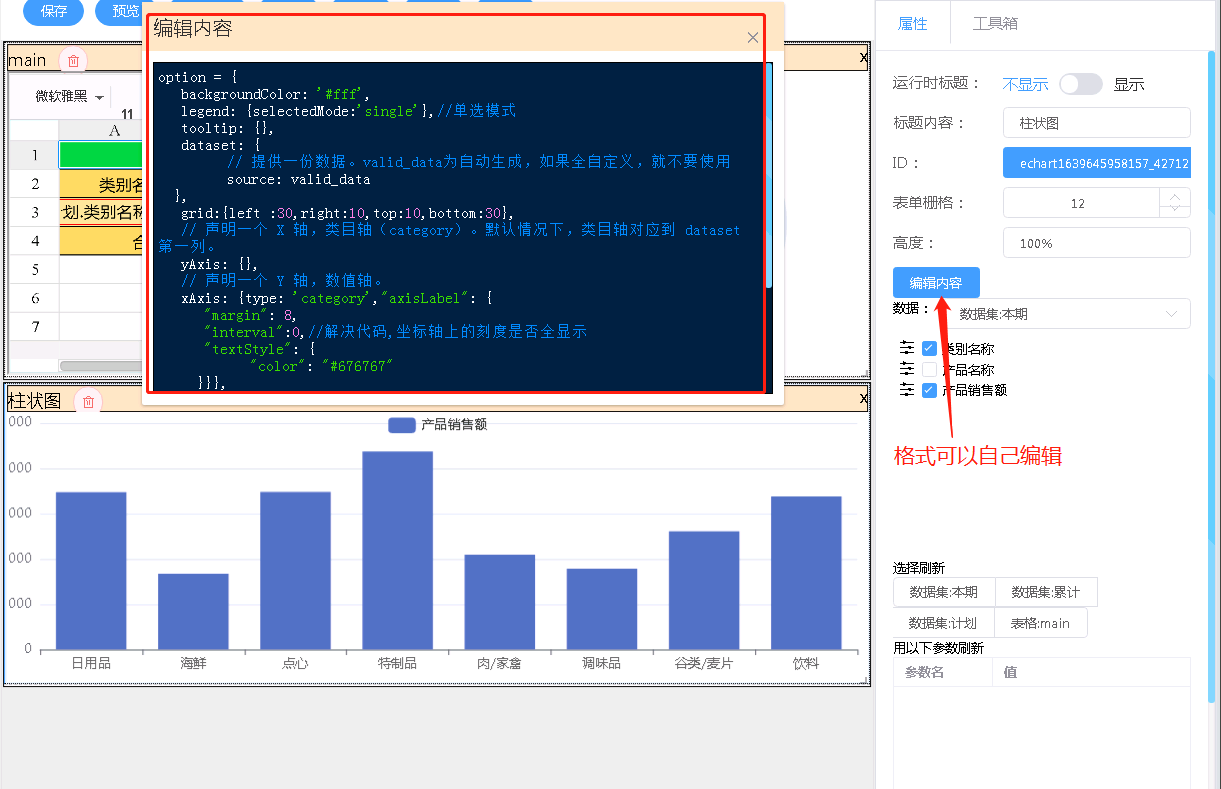 保存
预览
编辑内容
option = {
backgroundColor: '#fff',
legend: {selectedMode:'single'},//单选模式
tooltip: {},
dataset: {
// 提供一份数据。valid_data为自动生成，如果全自定义，就不要使用
source: valid_data
},
grid:{left :30,right:10,top:10,bottom:30},
// 声明一个 X 轴，类目轴（category）。默认情况下，类目轴对应到 dataset
第一列。
yAxis: {},
// 声明一个 Y 轴，数值轴。
xAxis: {type: 'category',"axisLabel": {
"margin": 8,
"interval":0,//解决代码,坐标轴上的刻度是否全显示
"textStyle": {
"color": "#676767"
}}},
main
x
微软雅黑
11
A
1
2 类别名
3 划.类别名称
4 合
5
6
7
柱状图
x
产品销售额
000
000
000
000
000
0
日用品 海鲜 点心 特制品 肉/家禽 调味品 谷类/麦片 饮料
属性 工具箱
运行时标题： 不显示 显示
标题内容： 柱状图
ID： echart1639645958157_42712
表单栅格： 12
高度： 100%
编辑内容
数据： 数据集:本期
类别名称
产品名称
产品销售额
格式可以自己编辑
选择刷新
数据集:本期 数据集:累计
数据集:计划 表格:main
用以下参数刷新
参数名 值